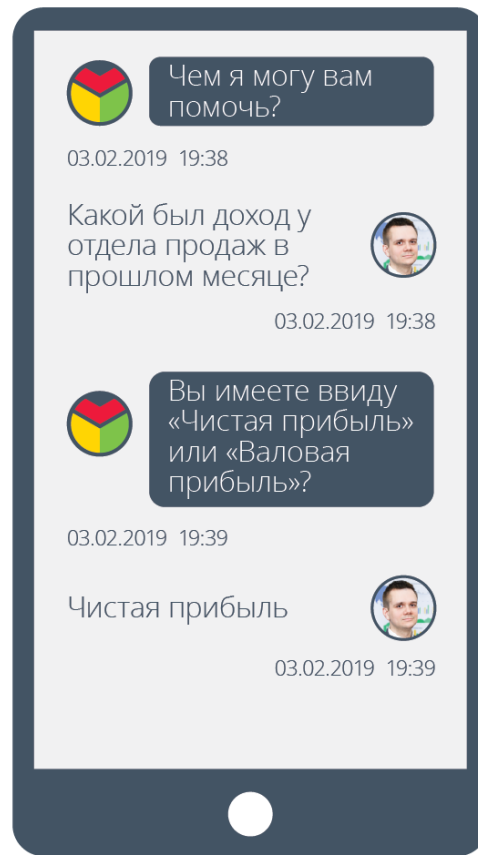 Чем я могу вам
помочь?
03.02.2019 19:38
Какой был доход у
отдела продаж в
прошлом месяце?
03.02.2019 19:38
Вы имеете ввиду
«Чистая прибыль»
или «Валовая
прибыль»?
03.02.2019 19:39
Чистая прибыль
03.02.2019 19:39